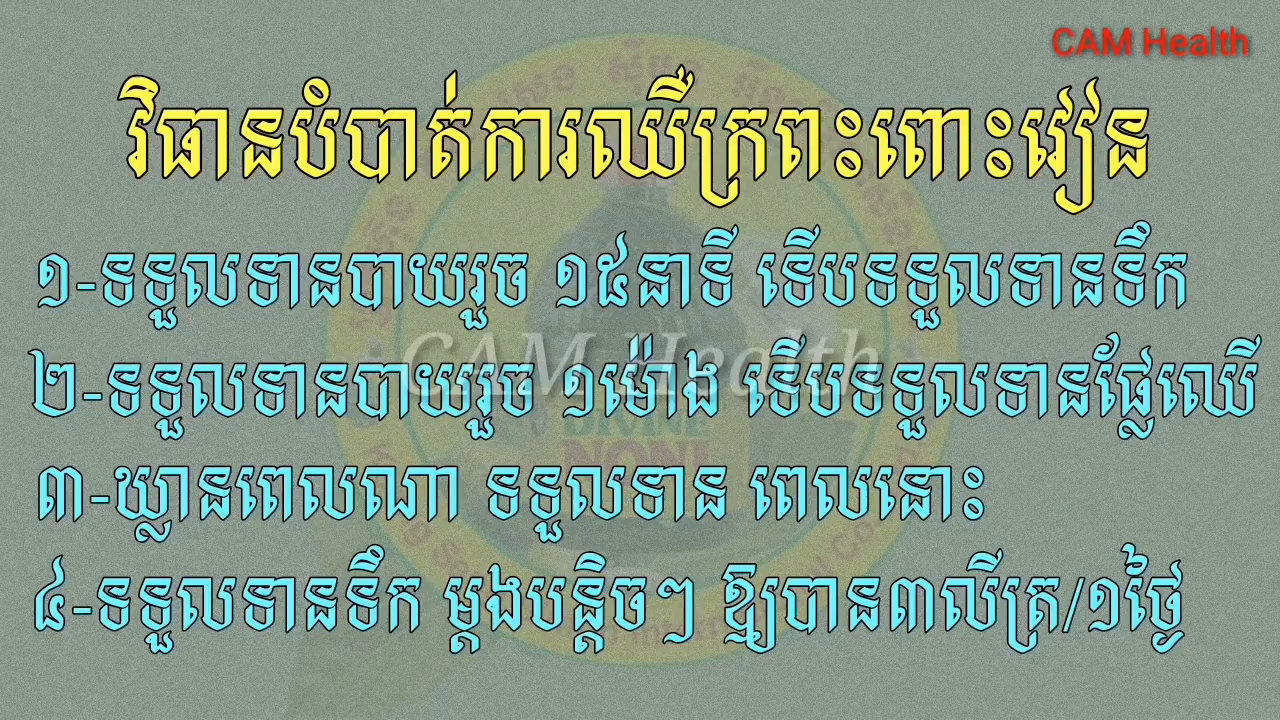 CAM Health
វិធានបំបាត់ការឈឺក្រពះពោះវៀន
១-ទទួលទានបាយរួច ១៥នាទី ទើបទទួលទានទឹក
២-ទទួលទានបាយរួច ១ម៉ោង ទើបទទួលទានផ្លែឈើ
CAM Health
DIVINE
NONI
៣-ឃ្លានពេលណា ទទួលទាន ពេលនោះ
៤-ទទួលទានទឹក ម្តងបន្តិចៗ ឱ្យបាន៣លីត្រ/១ថ្ងៃ